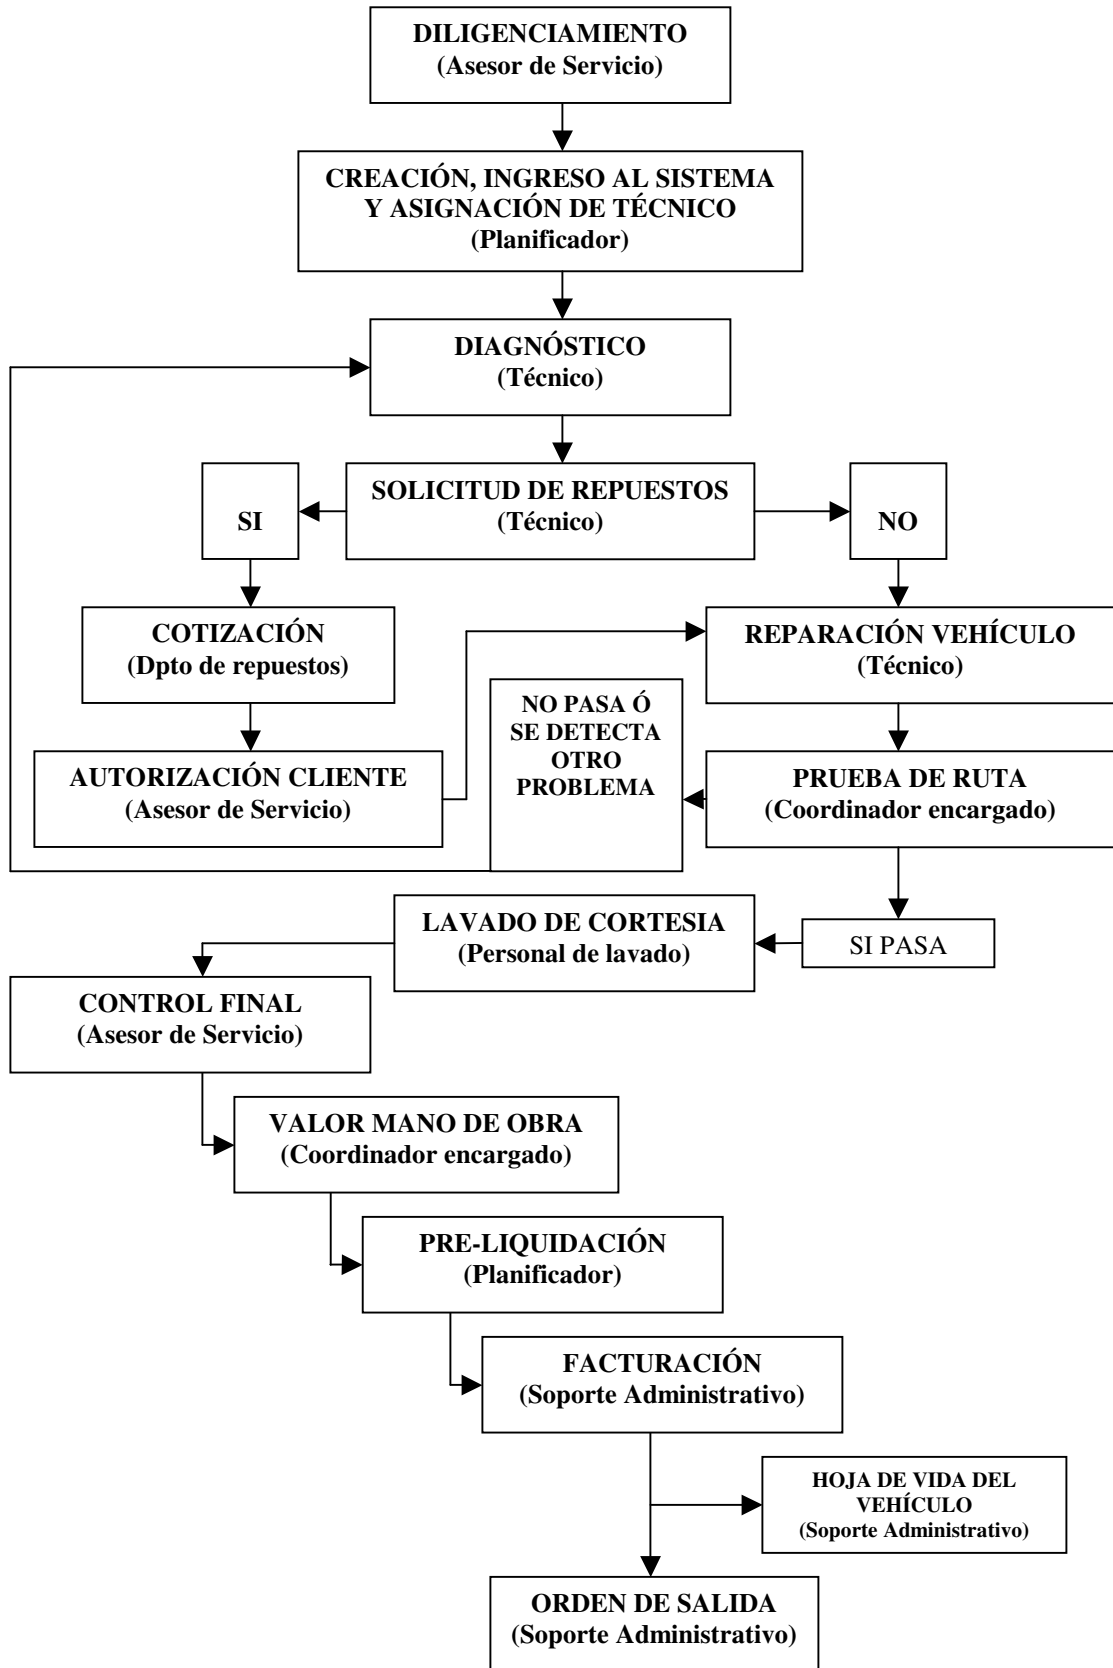 DILIGENCIAMIENTO
(Asesor de Servicio)
CREACIÓN, INGRESO AL SISTEMA
Y ASIGNACIÓN DE TÉCNICO
(Planificador)
DIAGNÓSTICO
(Técnico)
SOLICITUD DE REPUESTOS
(Técnico)
SI
NO
COTIZACIÓN
(Dpto de repuestos)
REPARACIÓN VEHÍCULO
(Técnico)
NO PASA Ó
SE DETECTA
OTRO
PROBLEMA
AUTORIZACIÓN CLIENTE
(Asesor de Servicio)
PRUEBA DE RUTA
(Coordinador encargado)
SI PASA
LAVADO DE CORTESIA
(Personal de lavado)
CONTROL FINAL
(Asesor de Servicio)
VALOR MANO DE OBRA
(Coordinador encargado)
PRE-LIQUIDACIÓN
(Planificador)
FACTURACIÓN
(Soporte Administrativo)
HOJA DE VIDA DEL
VEHÍCULO
(Soporte Administrativo)
ORDEN DE SALIDA
(Soporte Administrativo)